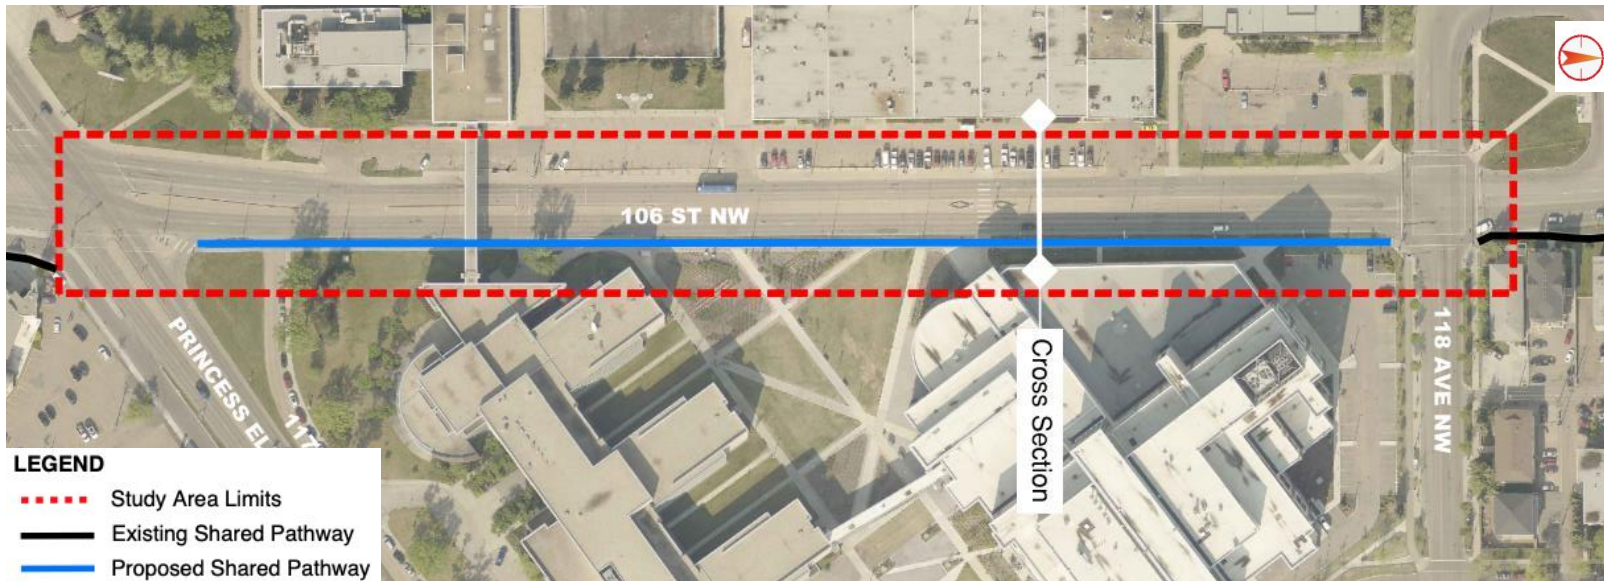 106 ST NW
Cross Section
118 AVE NW
PRINCESS EL
117
LEGEND
Study Area Limits
Existing Shared Pathway
Proposed Shared Pathway